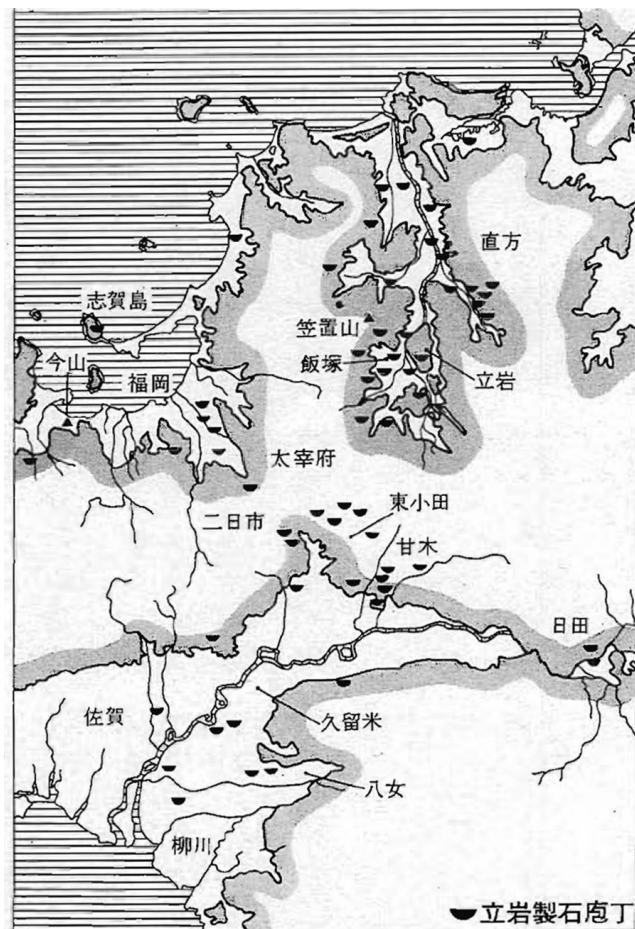 直方
志賀島
笠置山
今山
福岡
飯塚
立岩
太宰府
東小田
二日市
甘木
日田
佐賀
久留米
八女
柳川
立岩製石庖丁